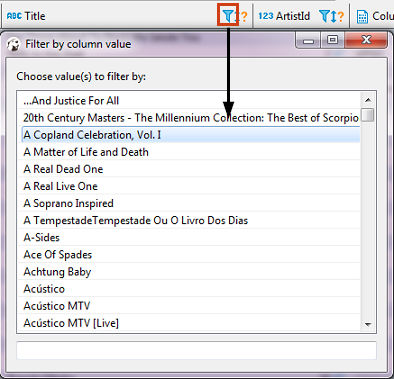 ABC Title
123 ArtistId
Colu
Filter by column value
Choose value(s) to filter by:
...And Justice For All
20th Century Masters - The Millennium Collection: The Best of Scorpio
A Copland Celebration, Vol. I
A Matter of Life and Death
A Real Dead One
A Real Live One
A Soprano Inspired
A TempestadeTempestade Ou O Livro Dos Dias
A-Sides
Ace Of Spades
Achtung Baby
Acústico
Acústico MTV
Acústico MTV [Live]